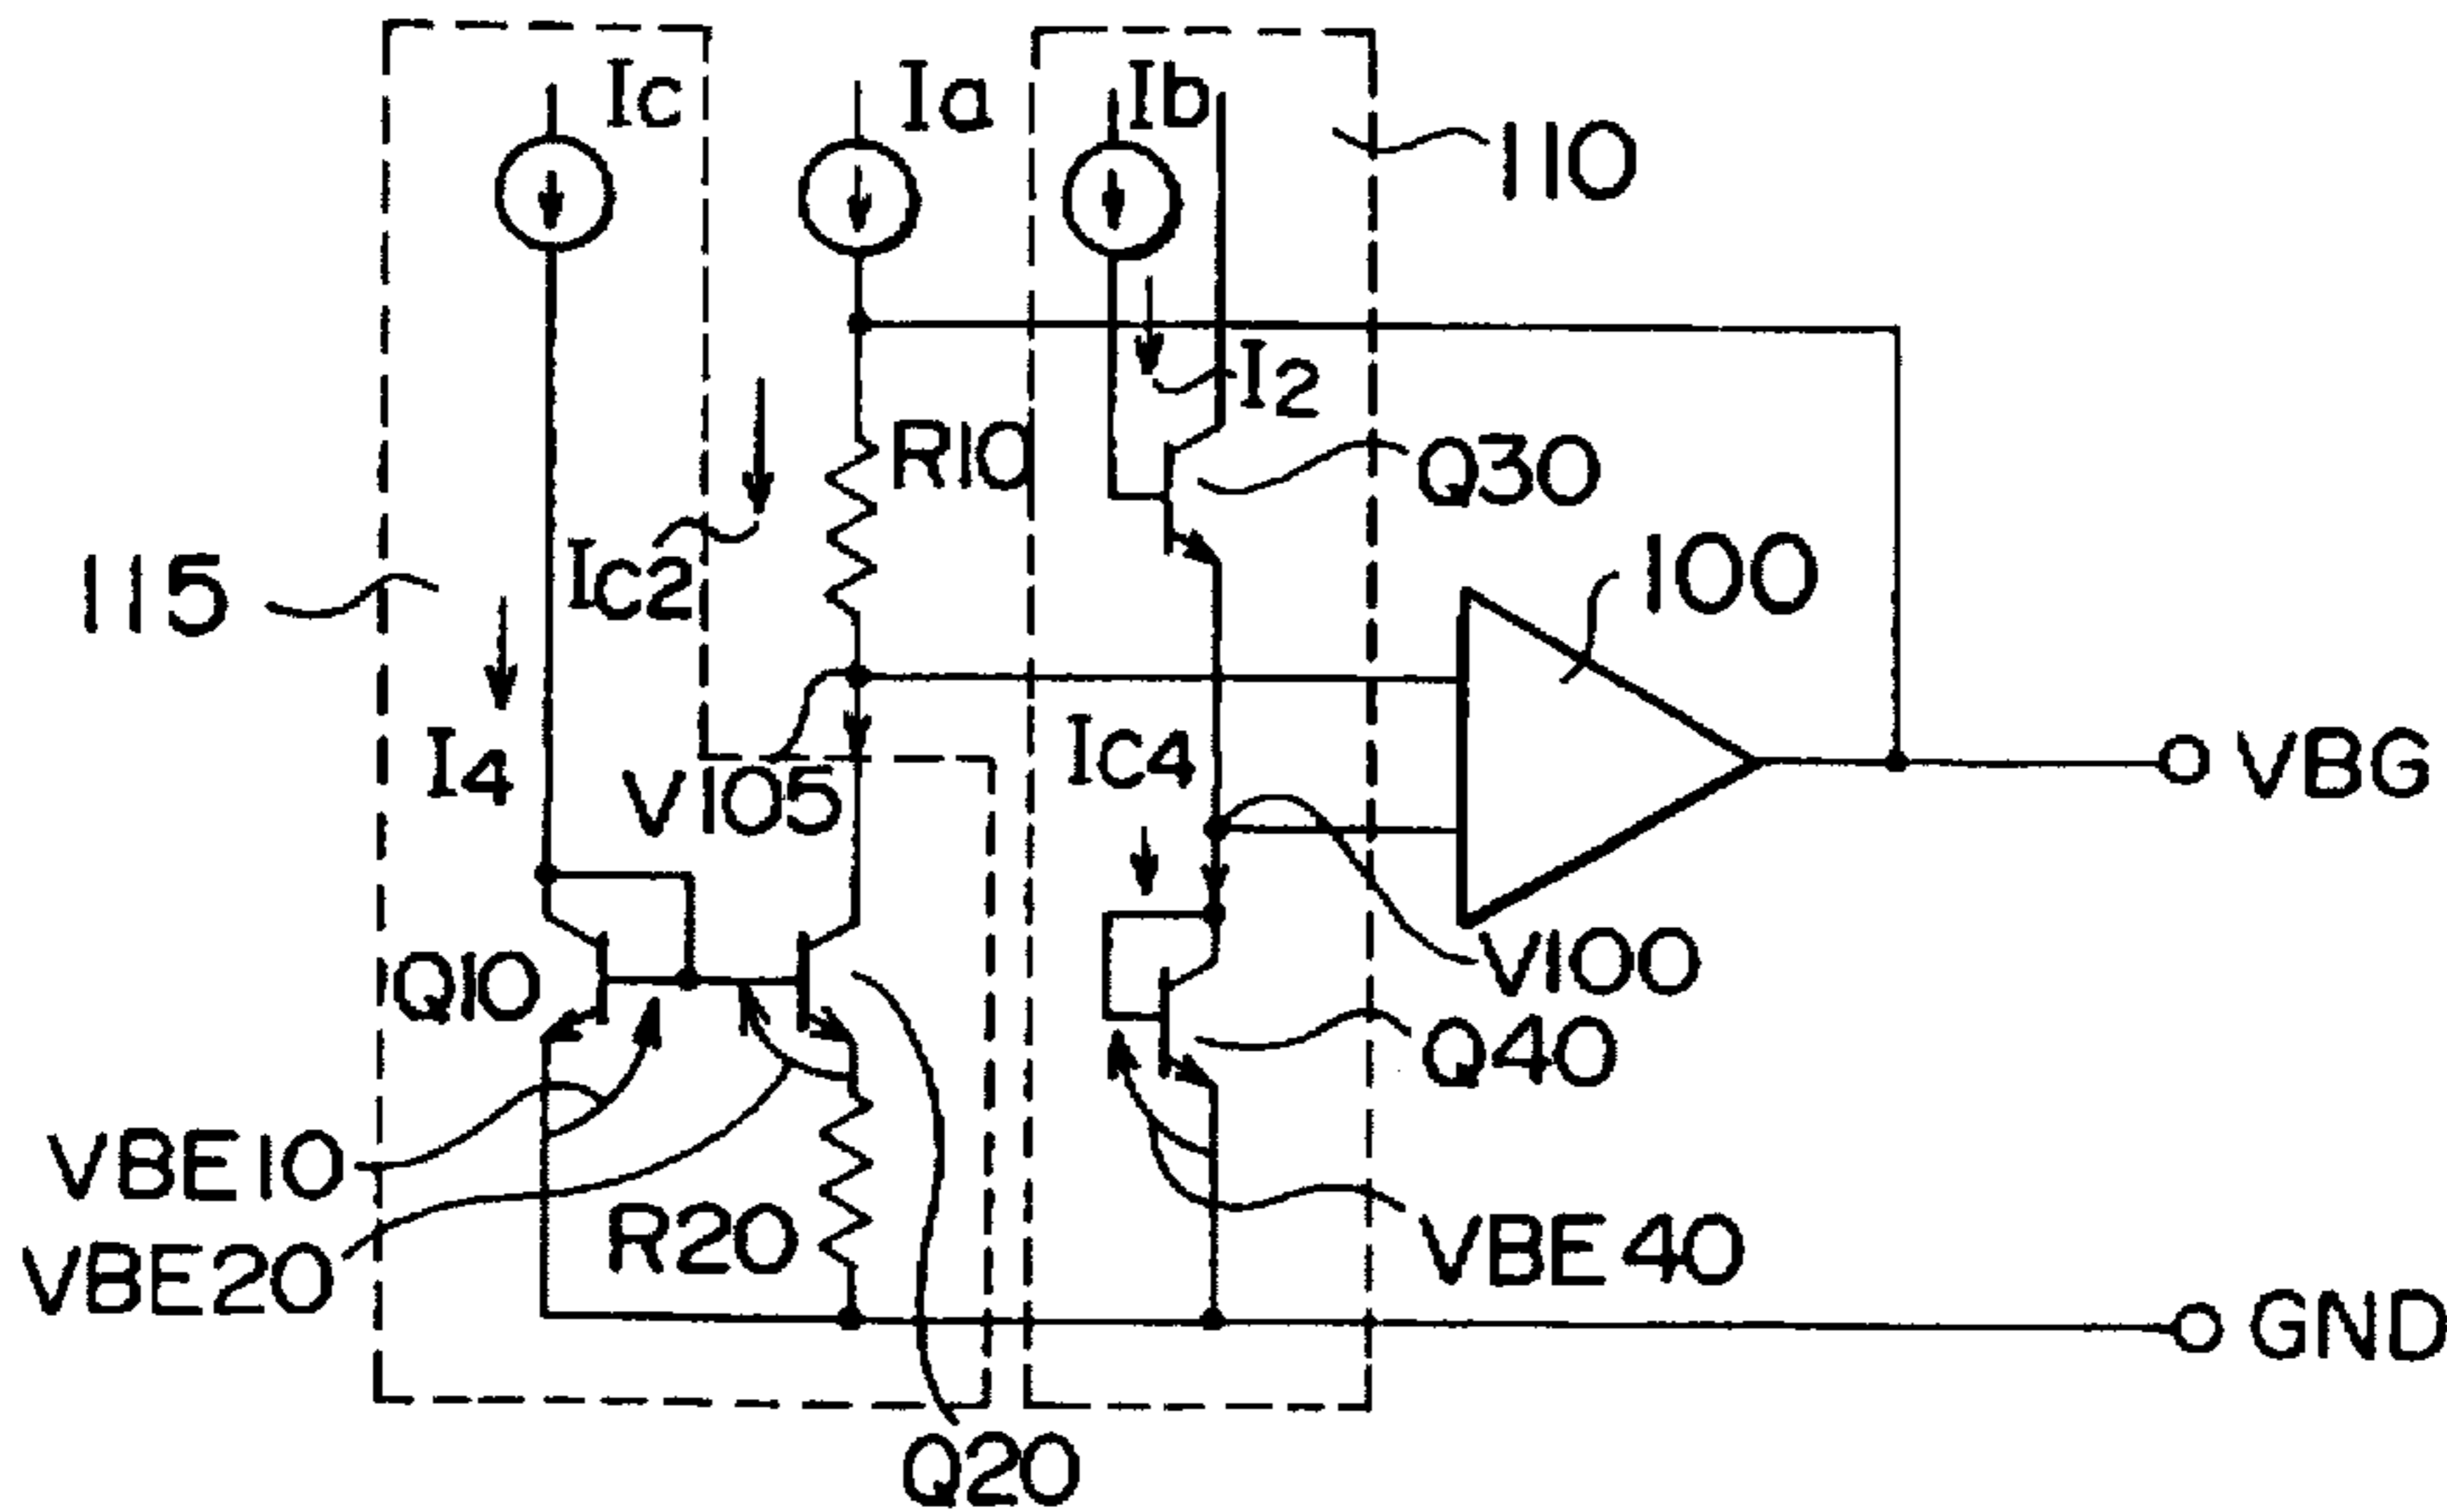 Ic
Ia
Ib
110
I2
R10
Q30
Ic2
100
115
I4
V105
Ic4
VBG
Q10
V100
Q40
VBE10
R20
VBE20
VBE40
GND
Q20